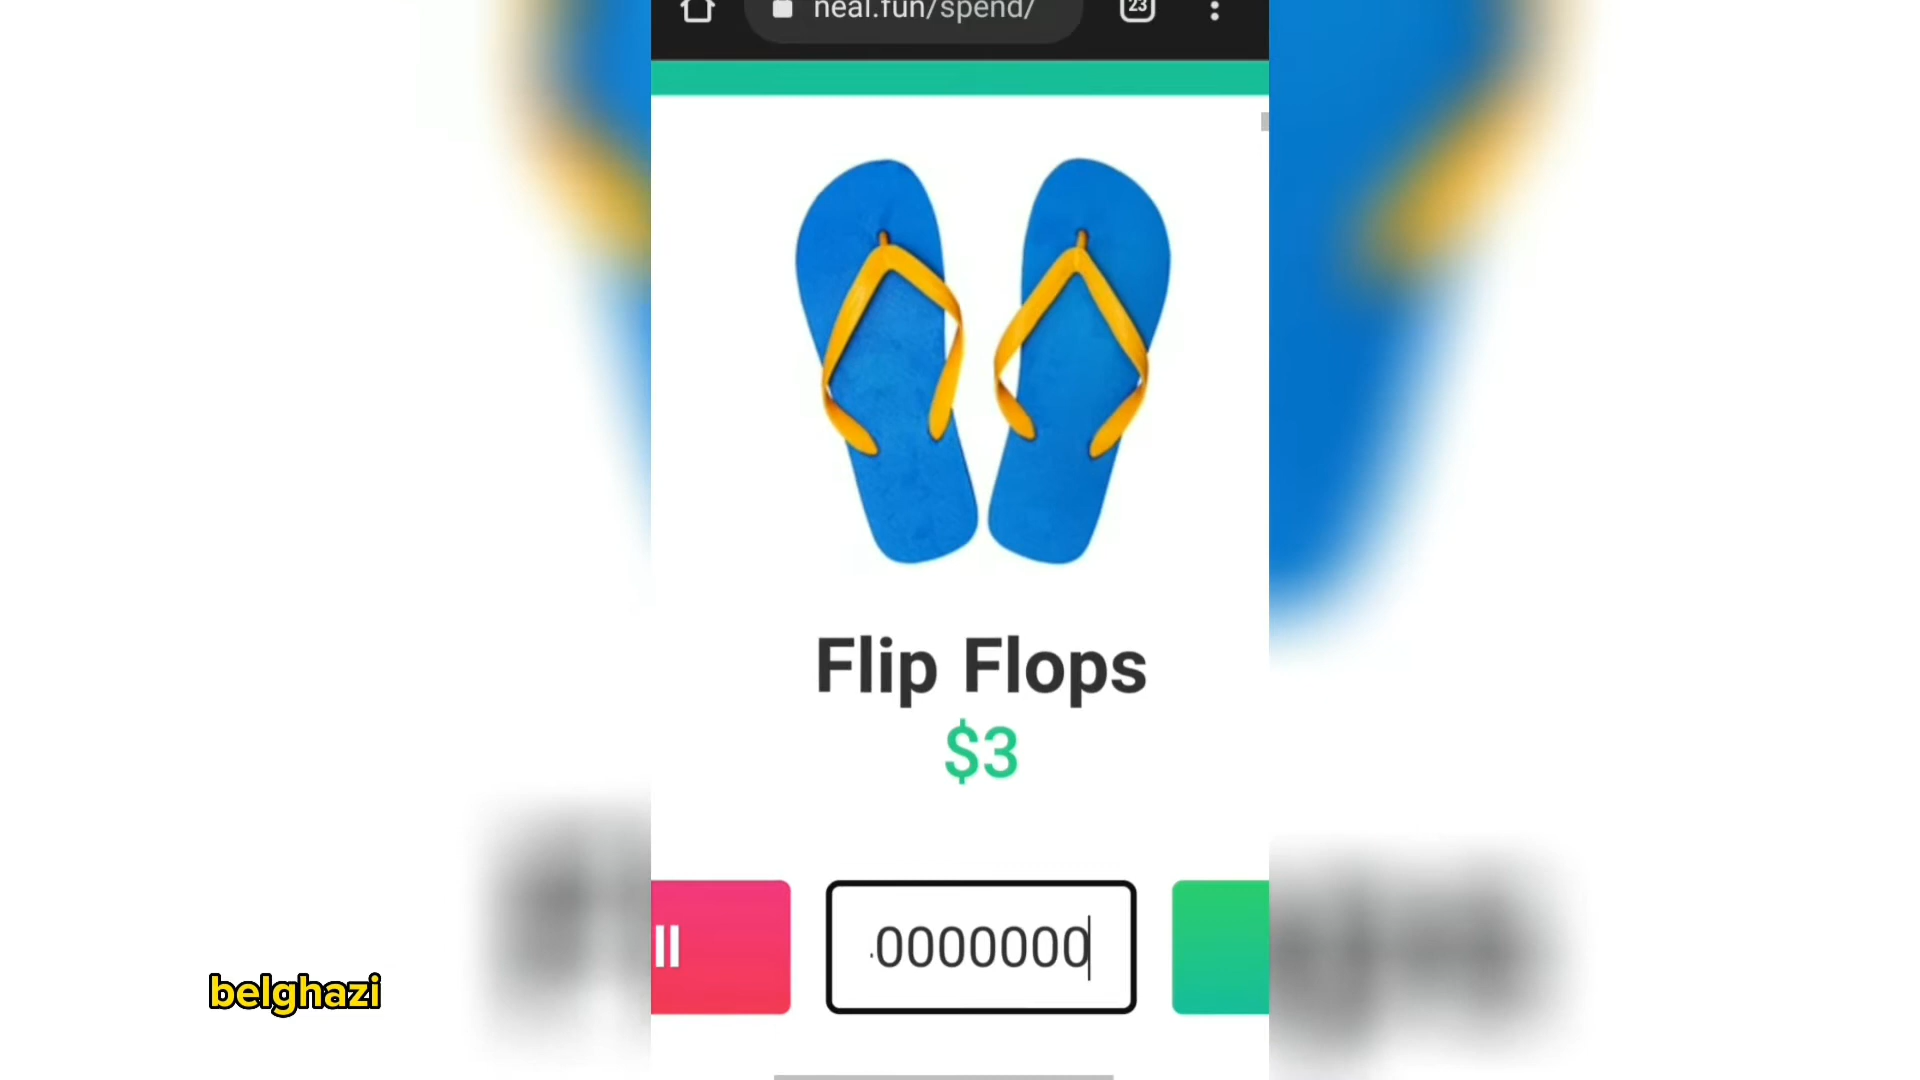 neal.fun/spend/
23
Flip Flops
$3
0000000
belghazi